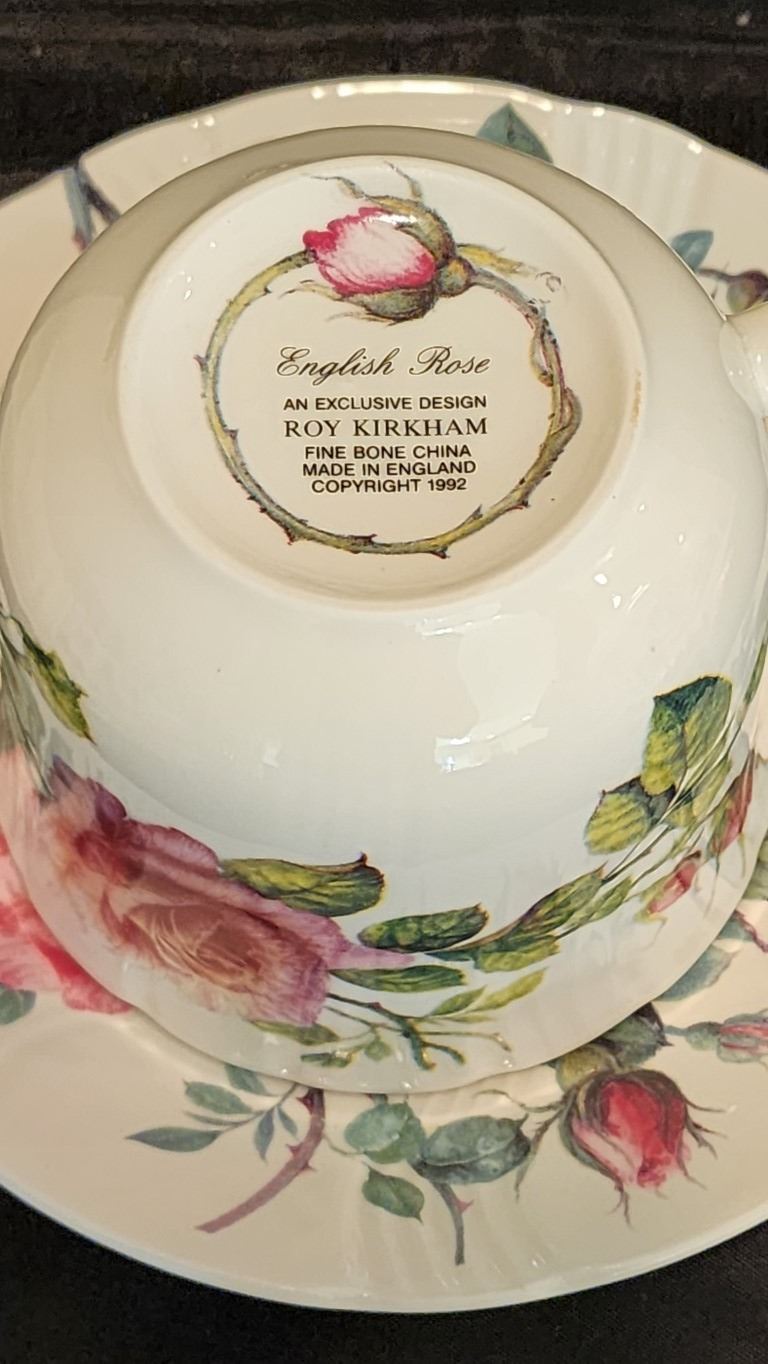 English Rose
AN EXCLUSIVE DESIGN
ROY KIRKHAM
FINE BONE CHINA
MADE IN ENGLAND
COPYRIGHT 1992